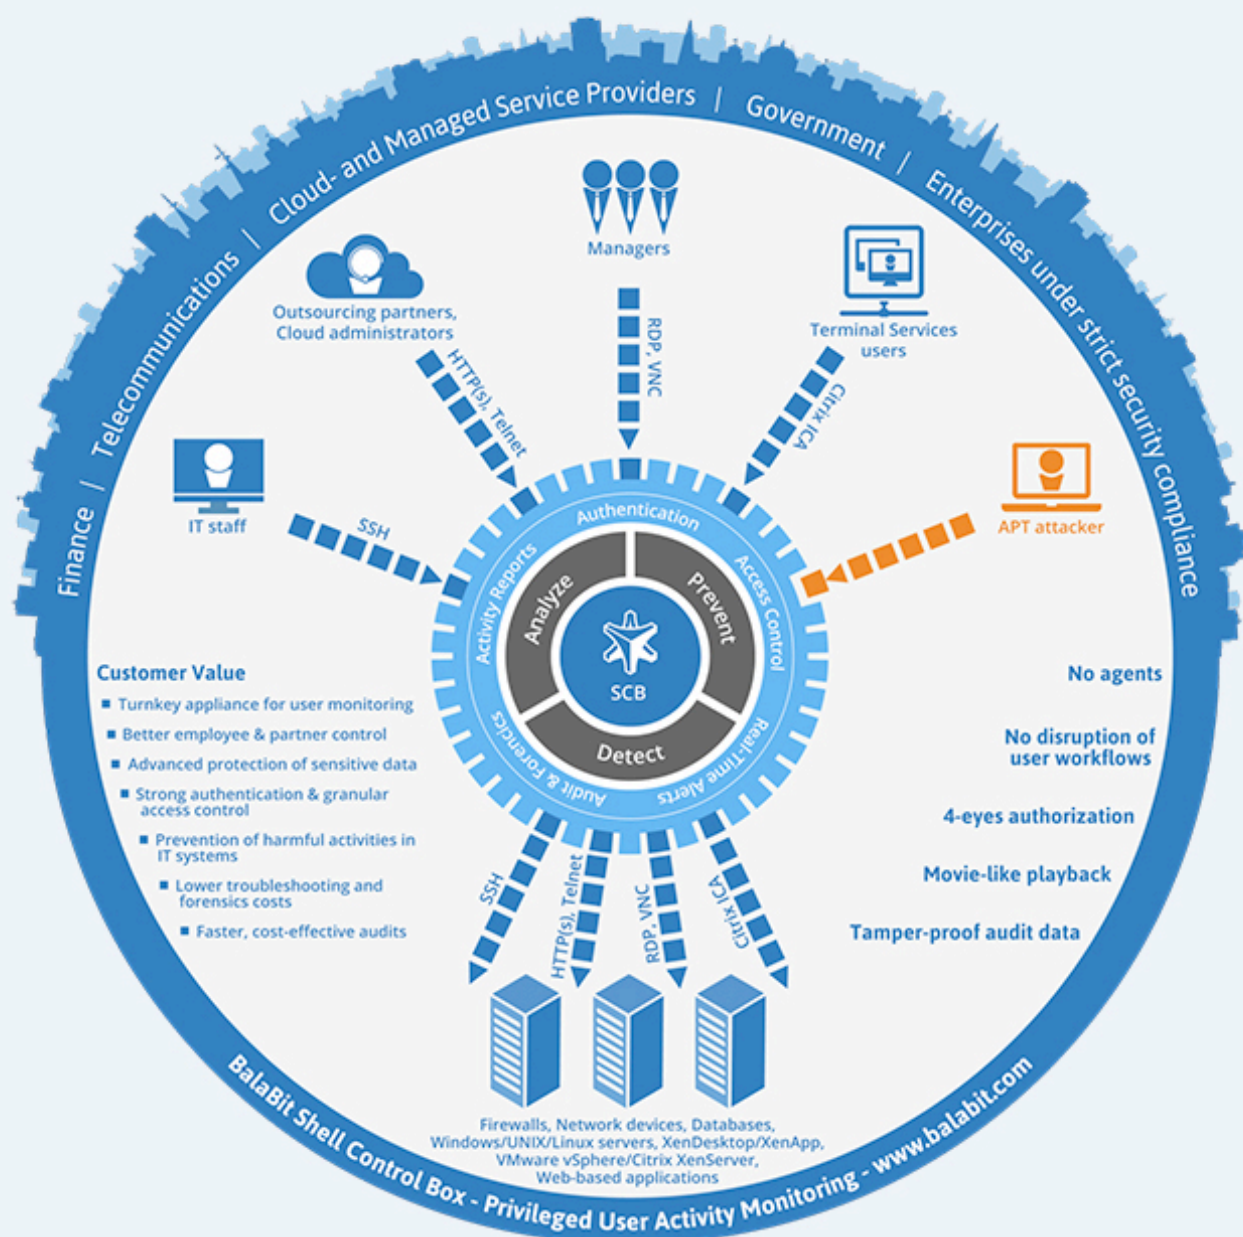 Finance | Telecommunications | Cloud- and Managed Service Providers | Government | Enterprises under strict security compliance
Managers
Outsourcing partners,
Cloud administrators
Terminal Services
users
IT staff
APT attacker
SSH
HTTP(s), Telnet
RDP, VNC
Citrix ICA
Authentication
Access Control
Real-Time Alerts
Audit & Forencics
Activity Reports
Analyze
Prevent
Detect
SCB
Customer Value
Turnkey appliance for user monitoring
Better employee & partner control
Advanced protection of sensitive data
Strong authentication & granular
access control
Prevention of harmful activities in
IT systems
Lower troubleshooting and
forensics costs
Faster, cost-effective audits
No agents
No disruption of
user workflows
4-eyes authorization
Movie-like playback
Tamper-proof audit data
SSH
HTTP(s), Telnet
RDP, VNC
Citrix ICA
Firewalls, Network devices, Databases,
Windows/UNIX/Linux servers, XenDesktop/XenApp,
VMware vSphere/Citrix XenServer,
Web-based applications
BalaBit Shell Control Box - Privileged User Activity Monitoring - www.balabit.com